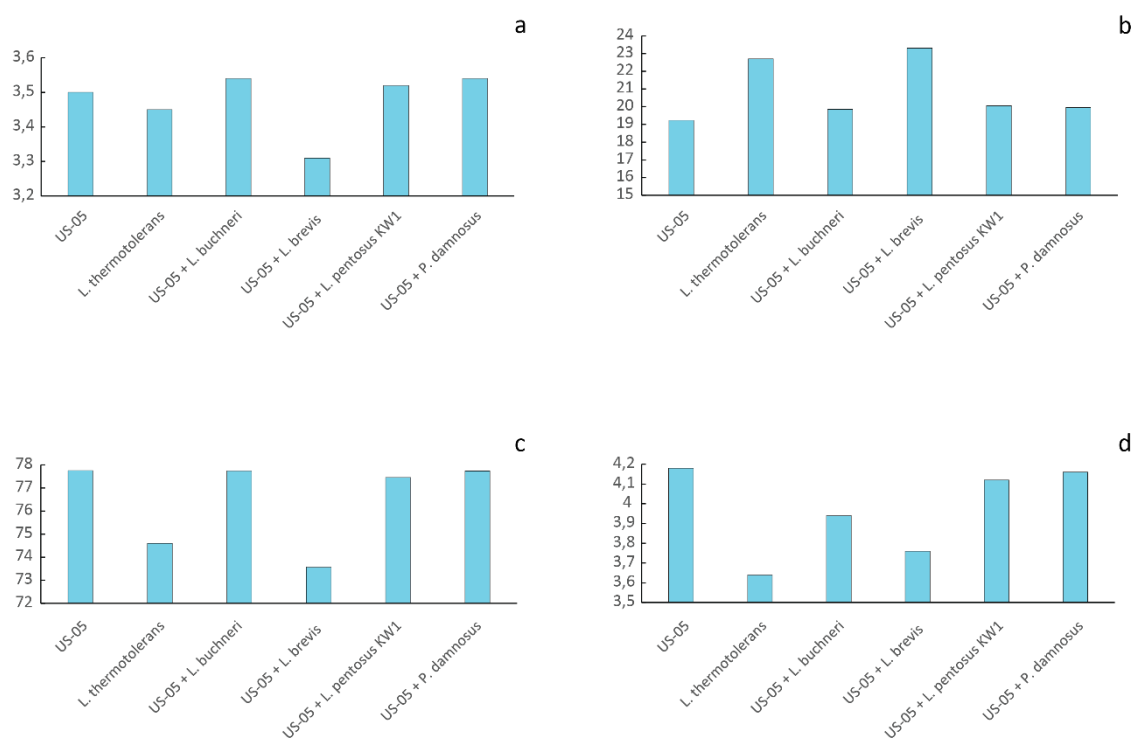 a
3,6
3,5
3,4
3,3
3,2
US-05
L. thermotolerans
US-05 + L. buchneri
US-05 + L. brevis
US-05 + L. pentosus KW1
US-05 + P. damnosus
b
24
23
22
21
20
19
18
17
16
15
US-05
L. thermotolerans
US-05 + L. buchneri
US-05 + L. brevis
US-05 + L. pentosus KW1
US-05 + P. damnosus
c
78
77
76
75
74
73
72
US-05
L. thermotolerans
US-05 + L. buchneri
US-05 + L. brevis
US-05 + L. pentosus KW1
US-05 + P. damnosus
d
4,2
4,1
4
3,9
3,8
3,7
3,6
3,5
US-05
L. thermotolerans
US-05 + L. buchneri
US-05 + L. brevis
US-05 + L. pentosus KW1
US-05 + P. damnosus